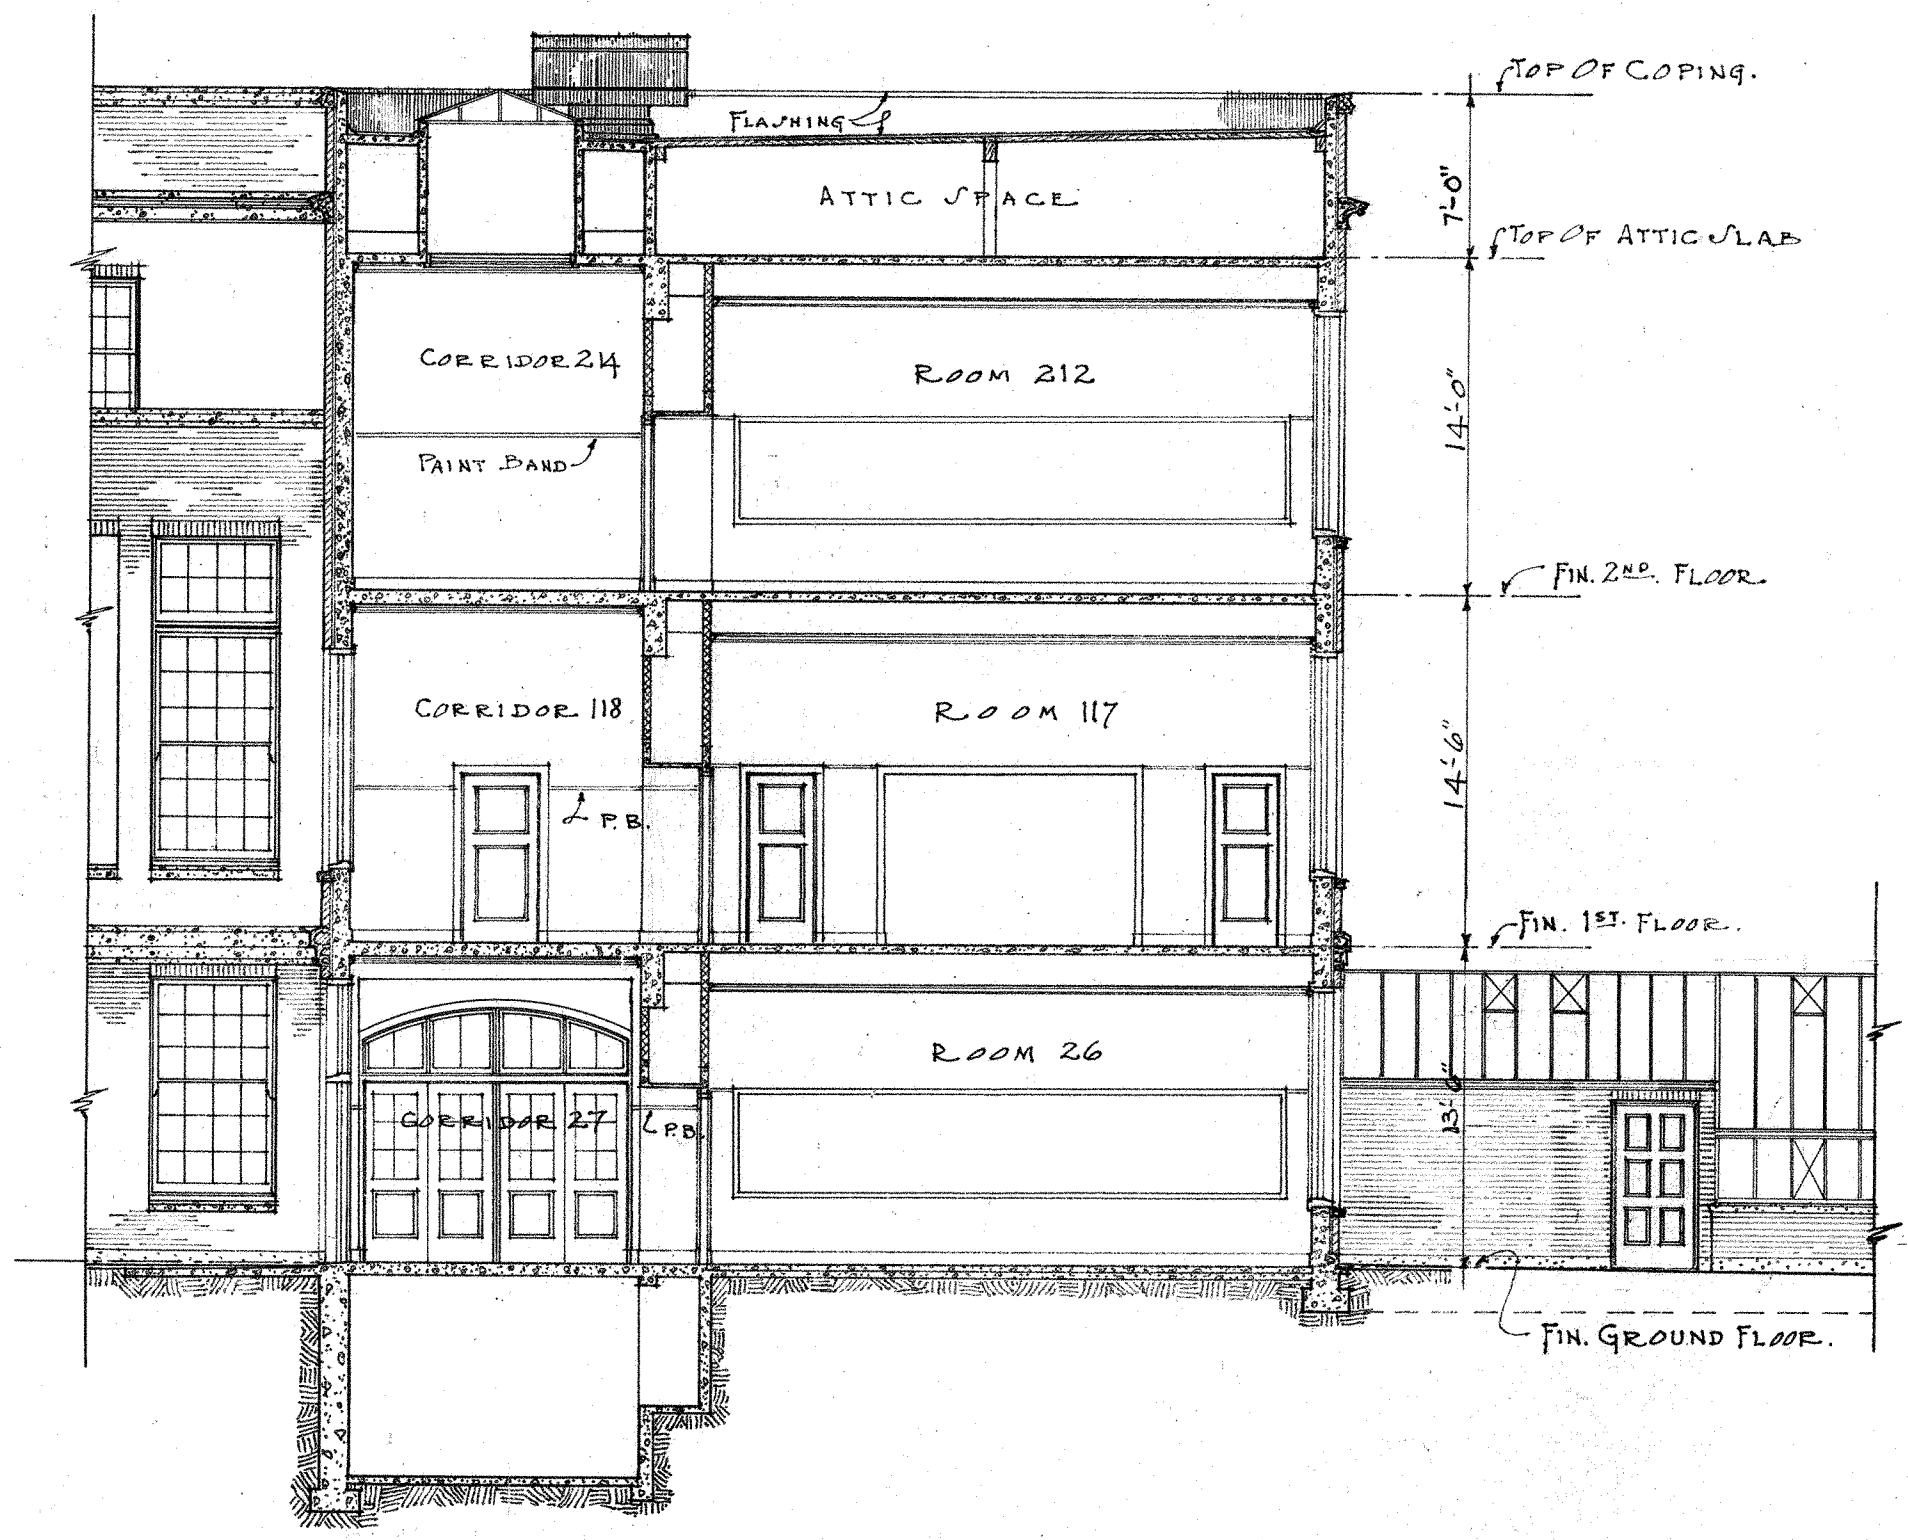 TOP OF COPING.
FLASHING
ATTIC SPACE
7'-0"
TOP OF ATTIC SLAB
CORRIDOR 214
ROOM 212
14'-0"
PAINT BAND
FIN. 2ND. FLOOR.
CORRIDOR 118
ROOM 117
14'-6"
P.B.
FIN. 1ST. FLOOR.
ROOM 26
CORRIDOR 27
P.B.
FIN. GROUND FLOOR.